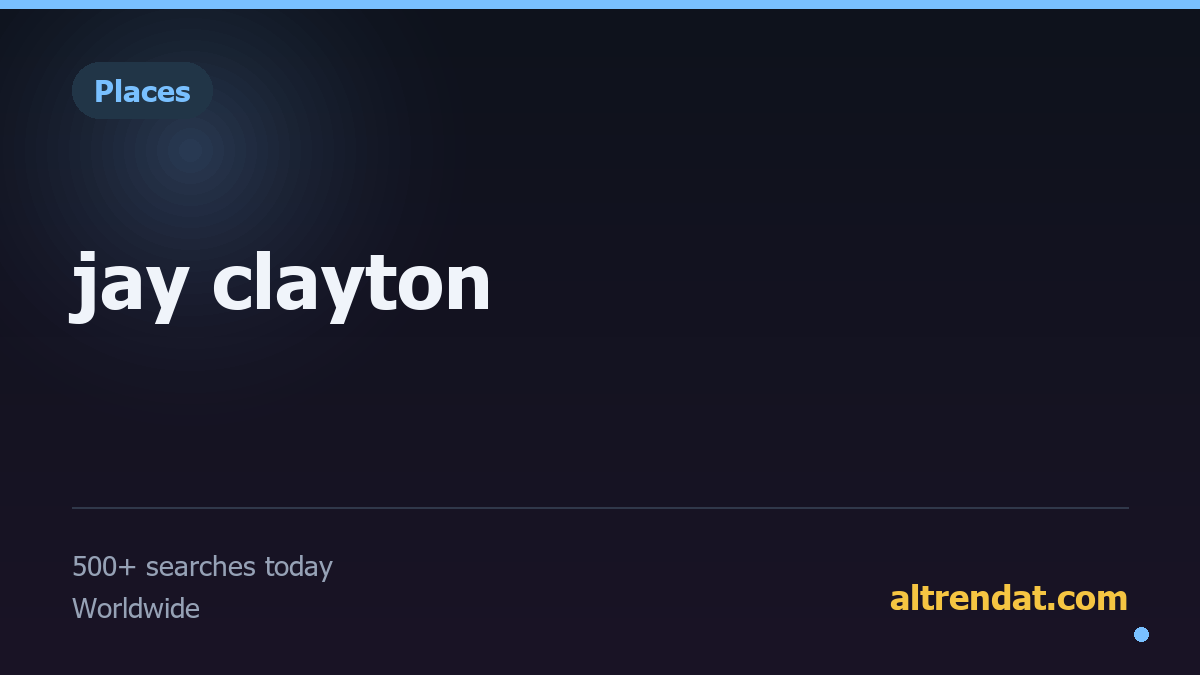 Places
jay clayton
500+ searches today
Worldwide
altrendat.com